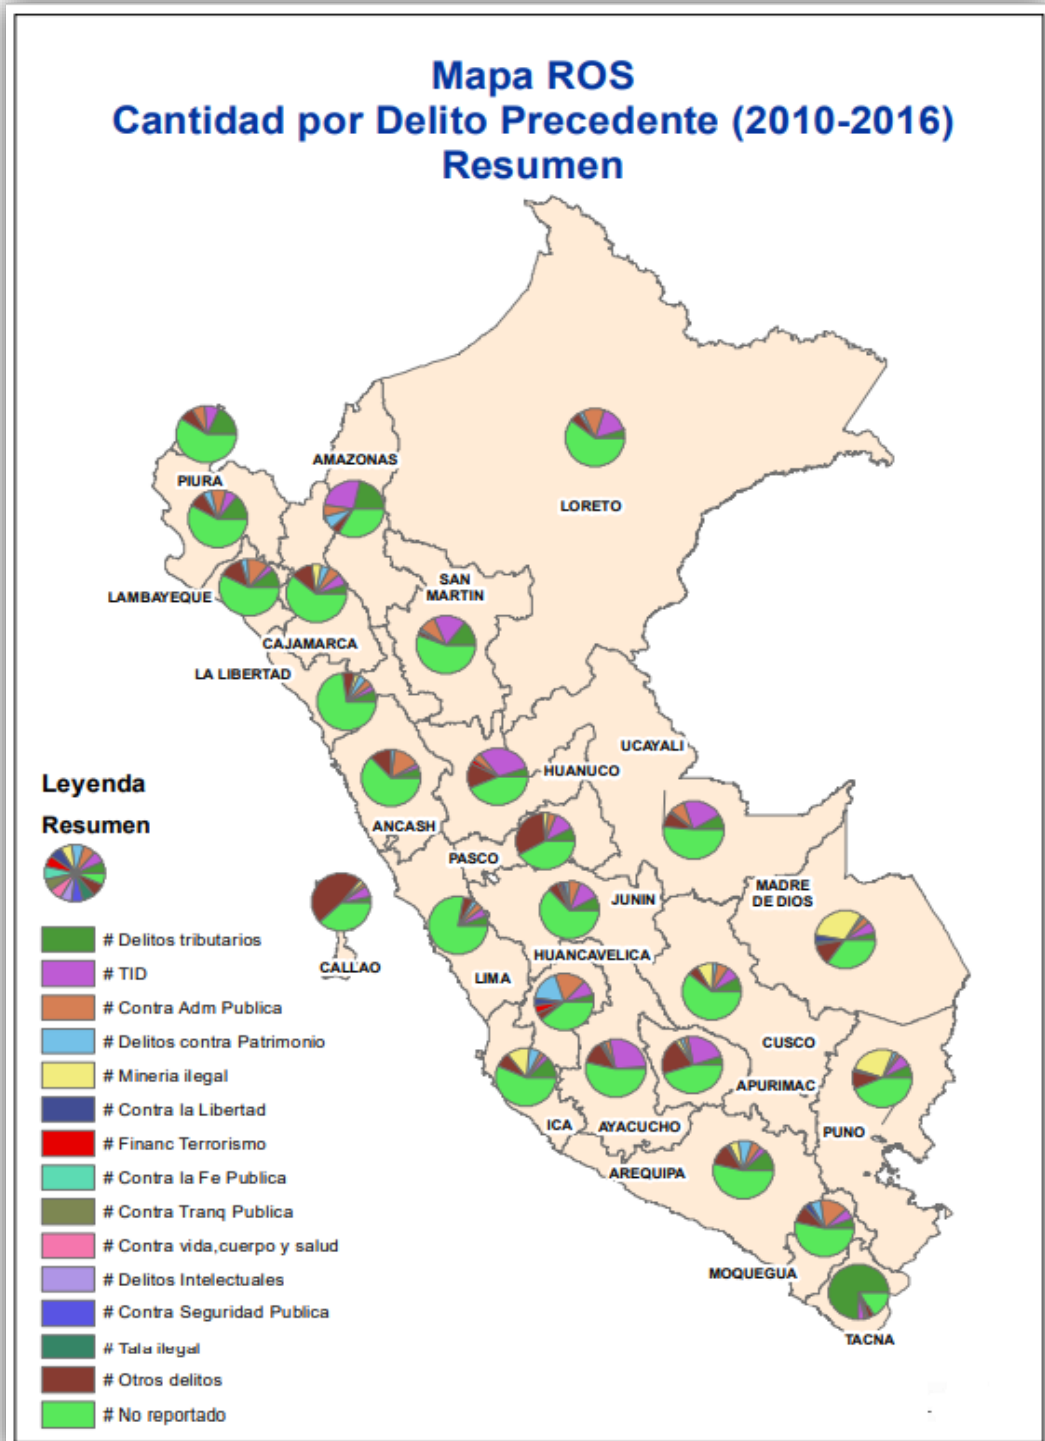 Mapa ROS
Cantidad por Delito Precedente (2010-2016)
Resumen
AMAZONAS
PIURA
LORETO
LAMBAYEQUE
SAN
MARTIN
CAJAMARCA
LA LIBERTAD
UCAYALI
HUANUCO
ANCASH
PASCO
MADRE
DE DIOS
JUNIN
HUANCAVELICA
CALLAO
LIMA
CUSCO
APURIMAC
ICA
AYACUCHO
PUNO
AREQUIPA
MOQUEGUA
TACNA
Leyenda
Resumen
# Delitos tributarios
# TID
# Contra Adm Publica
# Delitos contra Patrimonio
# Mineria ilegal
# Contra la Libertad
# Financ Terrorismo
# Contra la Fe Publica
# Contra Tranq Publica
# Contra vida,cuerpo y salud
# Delitos Intelectuales
# Contra Seguridad Publica
# Tala ilegal
# Otros delitos
# No reportado